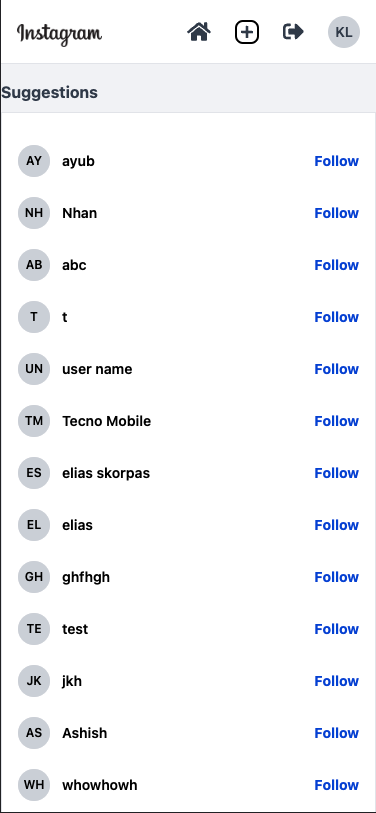 Instagram
KL
Suggestions
AY ayub Follow
NH Nhan Follow
AB abc Follow
T t Follow
UN user name Follow
TM Tecno Mobile Follow
ES elias skorpas Follow
EL elias Follow
GH ghfhgh Follow
TE test Follow
JK jkh Follow
AS Ashish Follow
WH whowhowh Follow